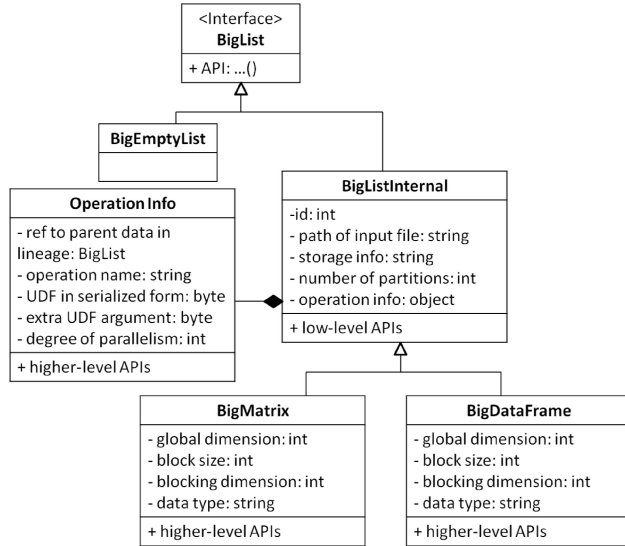 <Interface>
BigList
+ API: ...()
BigEmptyList
Operation Info
- ref to parent data in
lineage: BigList
- operation name: string
- UDF in serialized form: byte
- extra UDF argument: byte
- degree of parallelism: int
+ higher-level APIs
BigListInternal
-id: int
- path of input file: string
- storage info: string
- number of partitions: int
- operation info: object
+ low-level APIs
BigMatrix
- global dimension: int
- block size: int
- blocking dimension: int
- data type: string
+ higher-level APIs
BigDataFrame
- global dimension: int
- block size: int
- blocking dimension: int
- data type: string
+ higher-level APIs